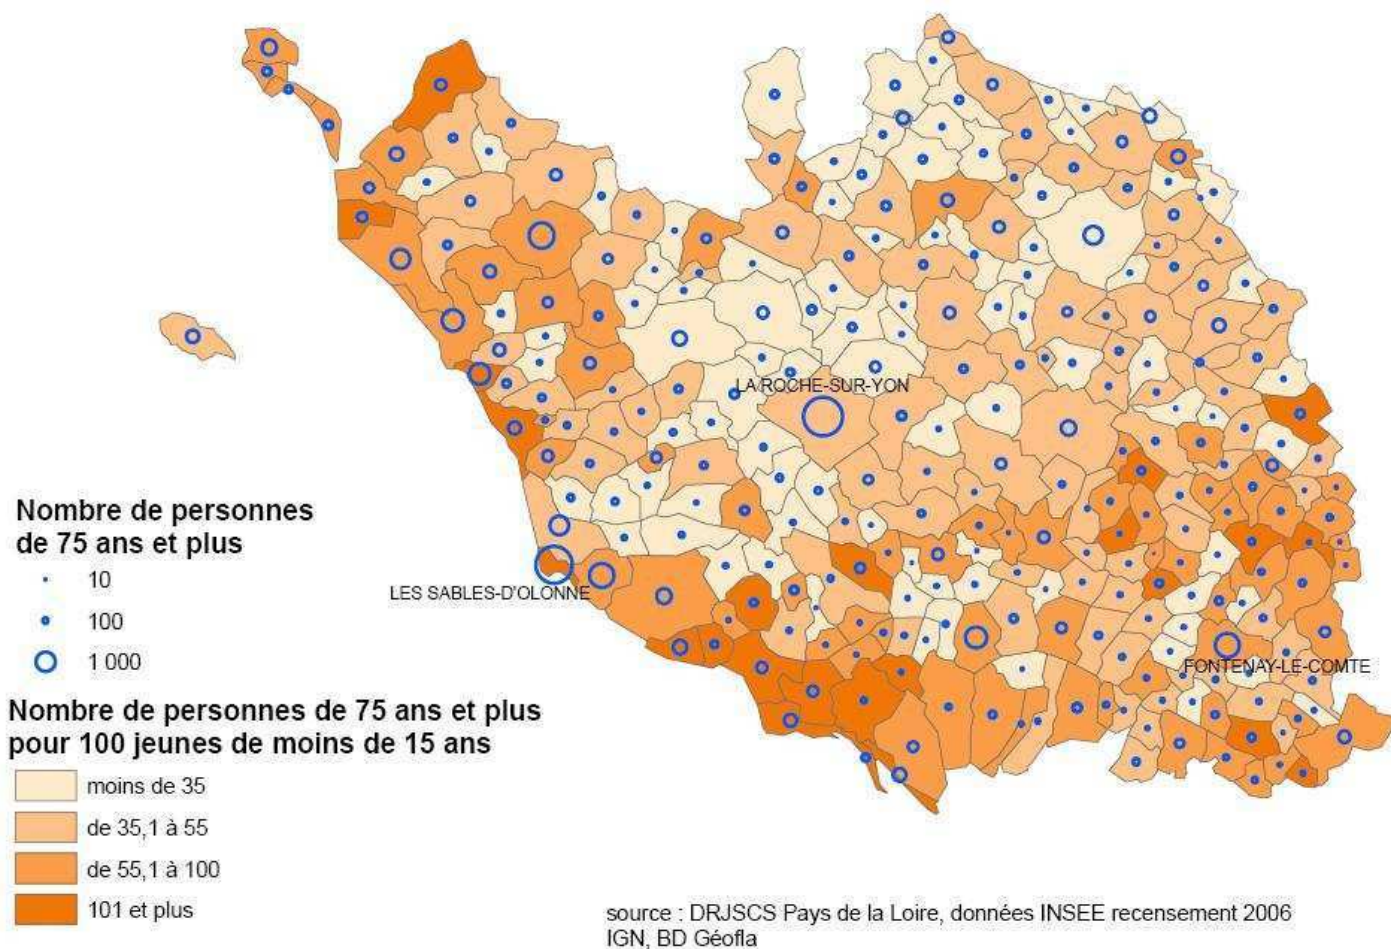 LA ROCHE-SUR-YON
Nombre de personnes
de 75 ans et plus
10
100
1 000
LES SABLES-D'OLONNE
FONTENAY-LE-COMTE
Nombre de personnes de 75 ans et plus
pour 100 jeunes de moins de 15 ans
moins de 35
de 35,1 à 55
de 55,1 à 100
101 et plus
source : DRJSCS Pays de la Loire, données INSEE recensement 2006
IGN, BD Géofla